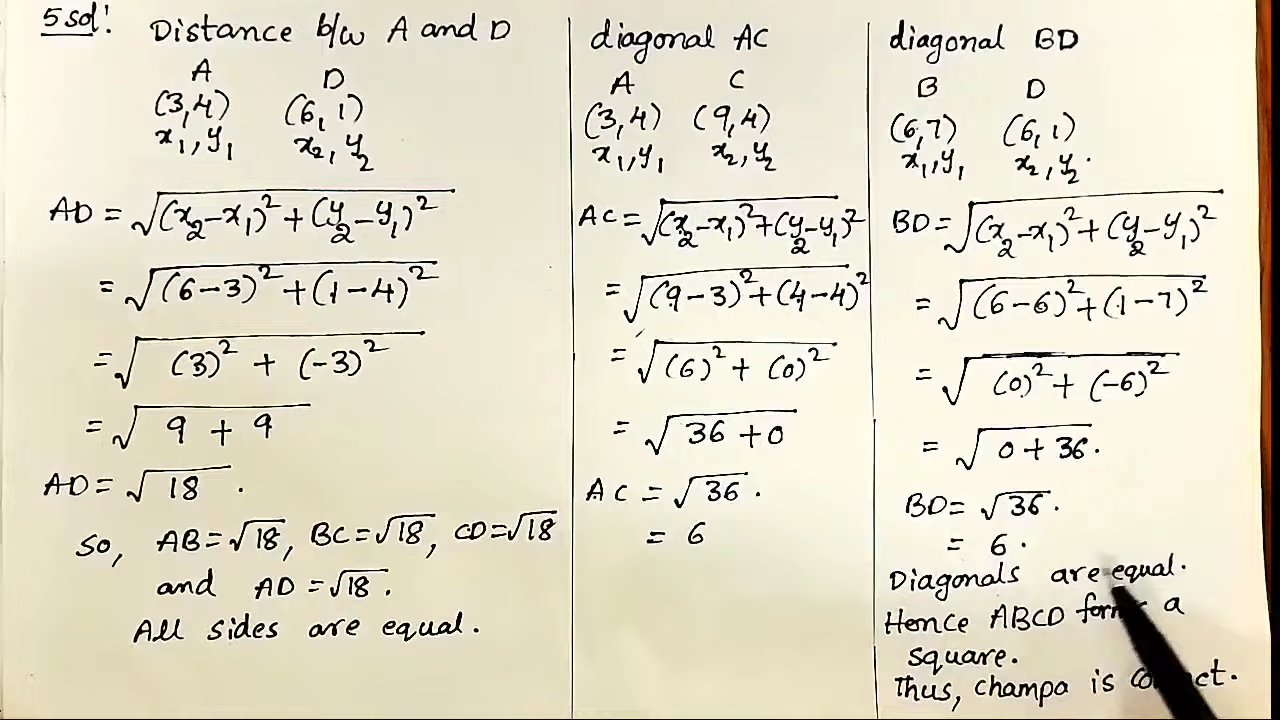 5 sol! Distance b/w A and D
A D
(3,4) (6,1)
x₁,y₁ x₂,y₂
AD = √(x₂-x₁)²+(y₂-y₁)²
= √(6-3)²+(1-4)²
= √(3)² + (-3)²
= √9 + 9
AD = √18.
So, AB=√18, BC=√18, CD=√18
and AD=√18.
All sides are equal.
diagonal AC
A C
(3,4) (9,4)
x₁,y₁ x₂,y₂
AC=√(x₂-x₁)²+(y₂-y₁)²
=√(9-3)²+(4-4)²
=√(6)²+(0)²
= √36+0
AC = √36.
= 6
diagonal BD
B D
(6,7) (6,1)
x₁,y₁ x₂,y₂.
BD=√(x₂-x₁)²+(y₂-y₁)²
= √(6-6)²+(1-7)²
= √(0)²+(-6)²
= √0+36.
BD= √36.
= 6.
Diagonals are equal.
Hence ABCD a
square.
Thus, champa is